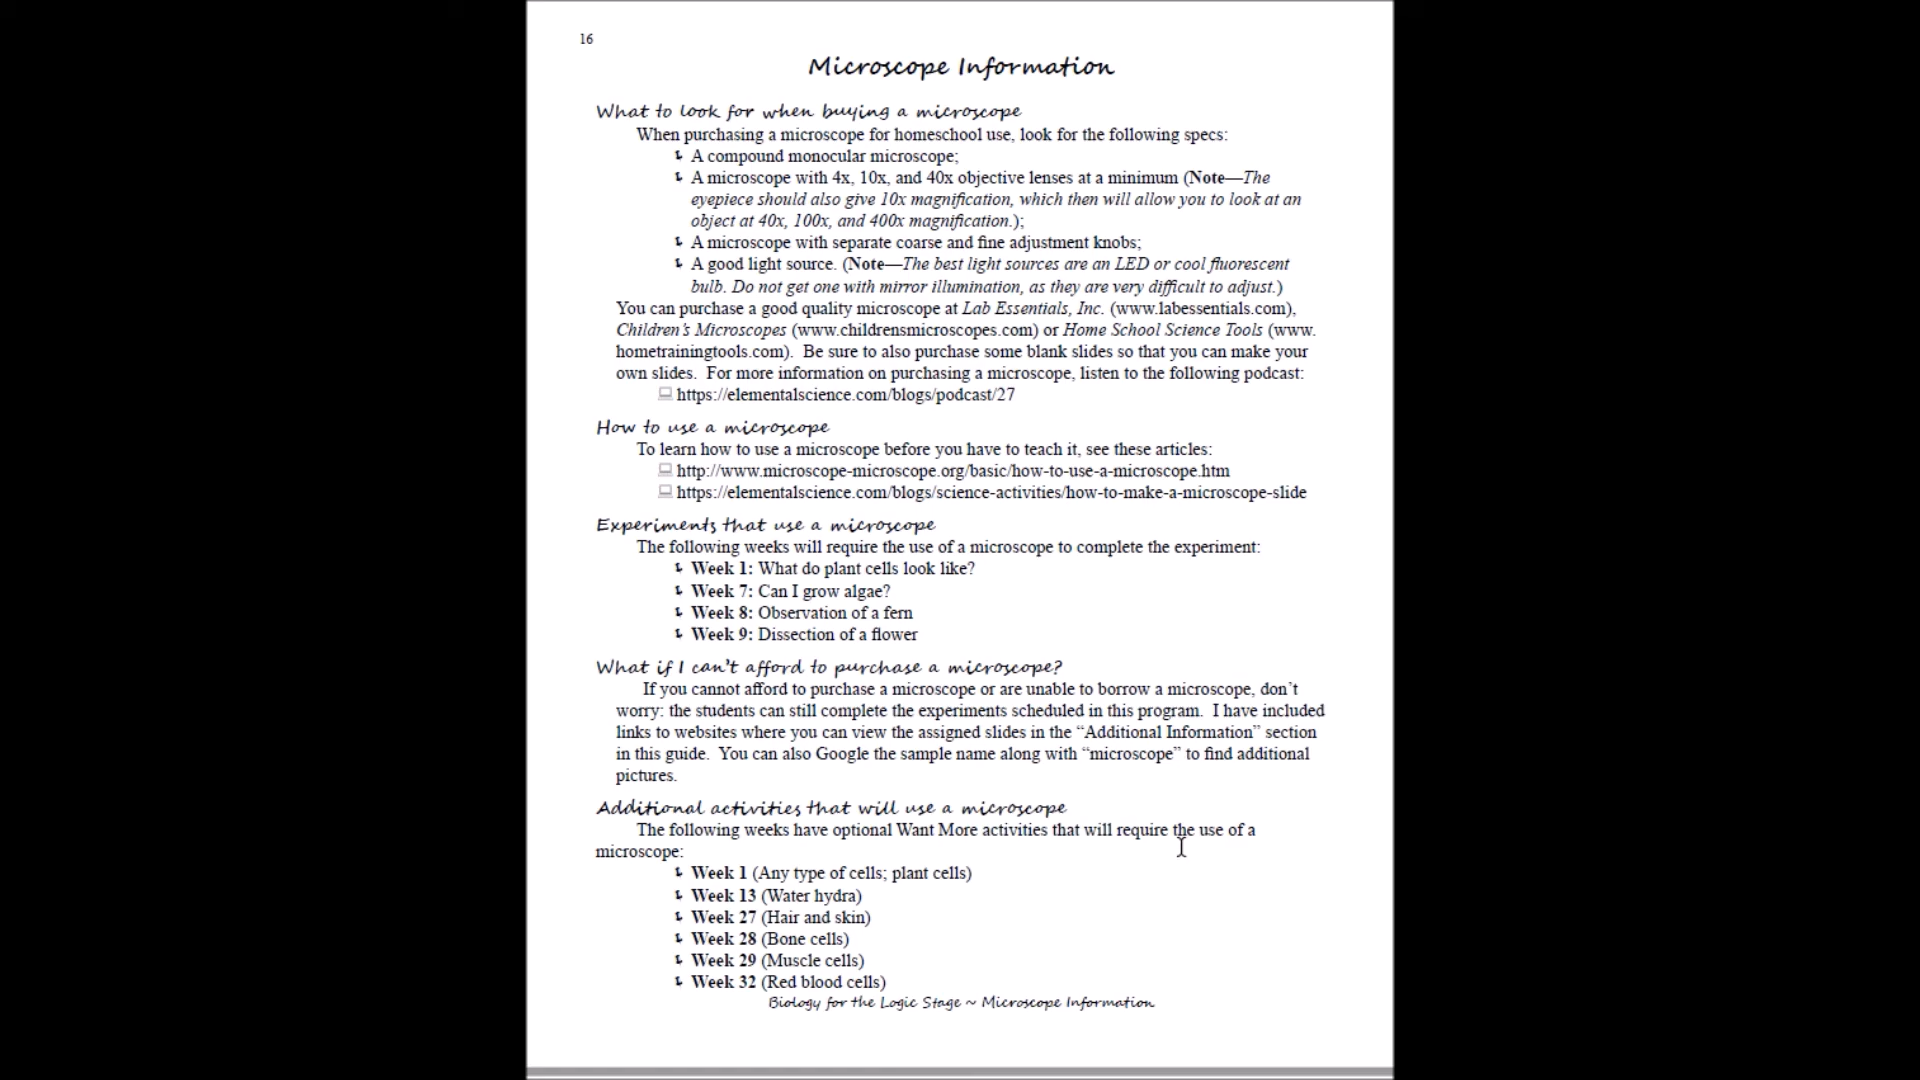 16
Microscope Information
What to look for when buying a microscope
When purchasing a microscope for homeschool use, look for the following specs:
A compound monocular microscope;
A microscope with 4x, 10x, and 40x objective lenses at a minimum (Note—The
eyepiece should also give 10x magnification, which then will allow you to look at an
object at 40x, 100x, and 400x magnification.);
A microscope with separate coarse and fine adjustment knobs;
A good light source. (Note—The best light sources are an LED or cool fluorescent
bulb. Do not get one with mirror illumination, as they are very difficult to adjust.)
You can purchase a good quality microscope at Lab Essentials, Inc. (www.labessentials.com),
Children's Microscopes (www.childrensmicroscopes.com) or Home School Science Tools (www.
hometrainingtools.com). Be sure to also purchase some blank slides so that you can make your
own slides. For more information on purchasing a microscope, listen to the following podcast:
https://elementalscience.com/blogs/podcast/27
How to use a microscope
To learn how to use a microscope before you have to teach it, see these articles:
http://www.microscope-microscope.org/basic/how-to-use-a-microscope.htm
https://elementalscience.com/blogs/science-activities/how-to-make-a-microscope-slide
Experiments that use a microscope
The following weeks will require the use of a microscope to complete the experiment:
Week 1: What do plant cells look like?
Week 7: Can I grow algae?
Week 8: Observation of a fern
Week 9: Dissection of a flower
What if I can't afford to purchase a microscope?
If you cannot afford to purchase a microscope or are unable to borrow a microscope, don't
worry: the students can still complete the experiments scheduled in this program. I have included
links to websites where you can view the assigned slides in the “Additional Information” section
in this guide. You can also Google the sample name along with “microscope” to find additional
pictures.
Additional activities that will use a microscope
The following weeks have optional Want More activities that will require the use of a
microscope:
Week 1 (Any type of cells; plant cells)
Week 13 (Water hydra)
Week 27 (Hair and skin)
Week 28 (Bone cells)
Week 29 (Muscle cells)
Week 32 (Red blood cells)
Biology for the Logic Stage ~ Microscope Information